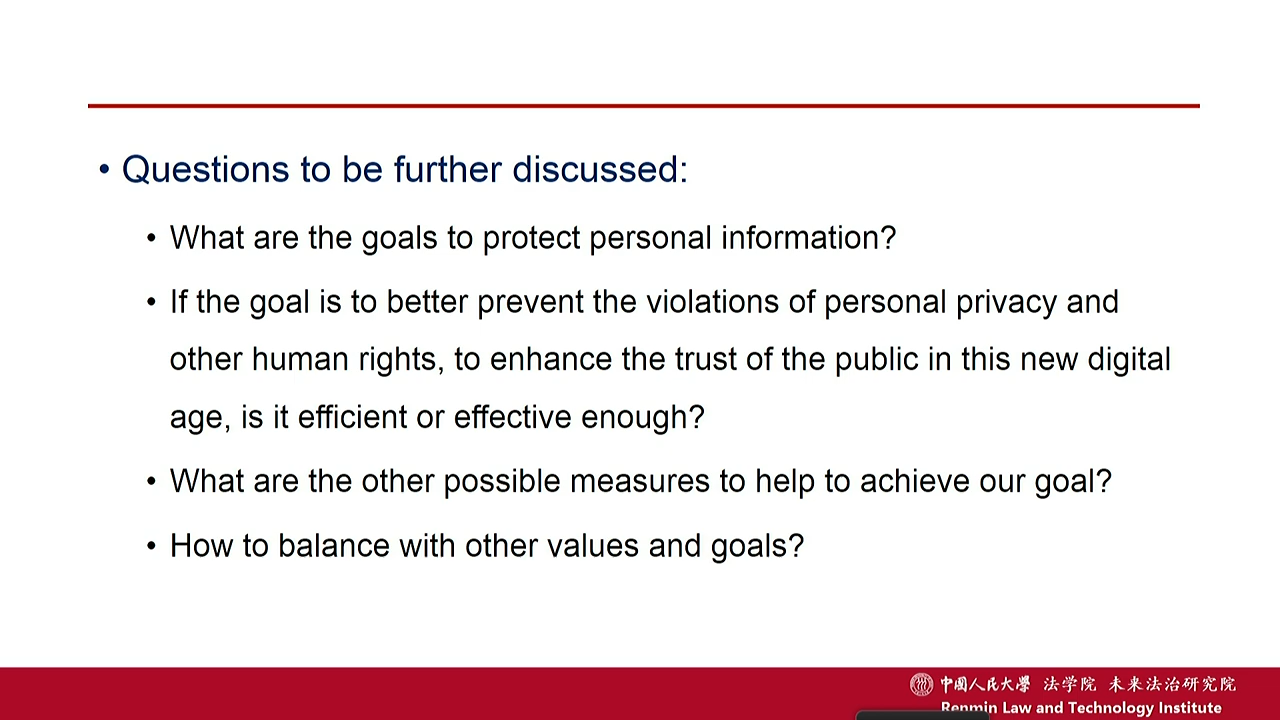 • Questions to be further discussed:
• What are the goals to protect personal information?
• If the goal is to better prevent the violations of personal privacy and
other human rights, to enhance the trust of the public in this new digital
age, is it efficient or effective enough?
• What are the other possible measures to help to achieve our goal?
• How to balance with other values and goals?
中國人民大學 法学院 未来法治研究院
Renmin Law and Technology Institute